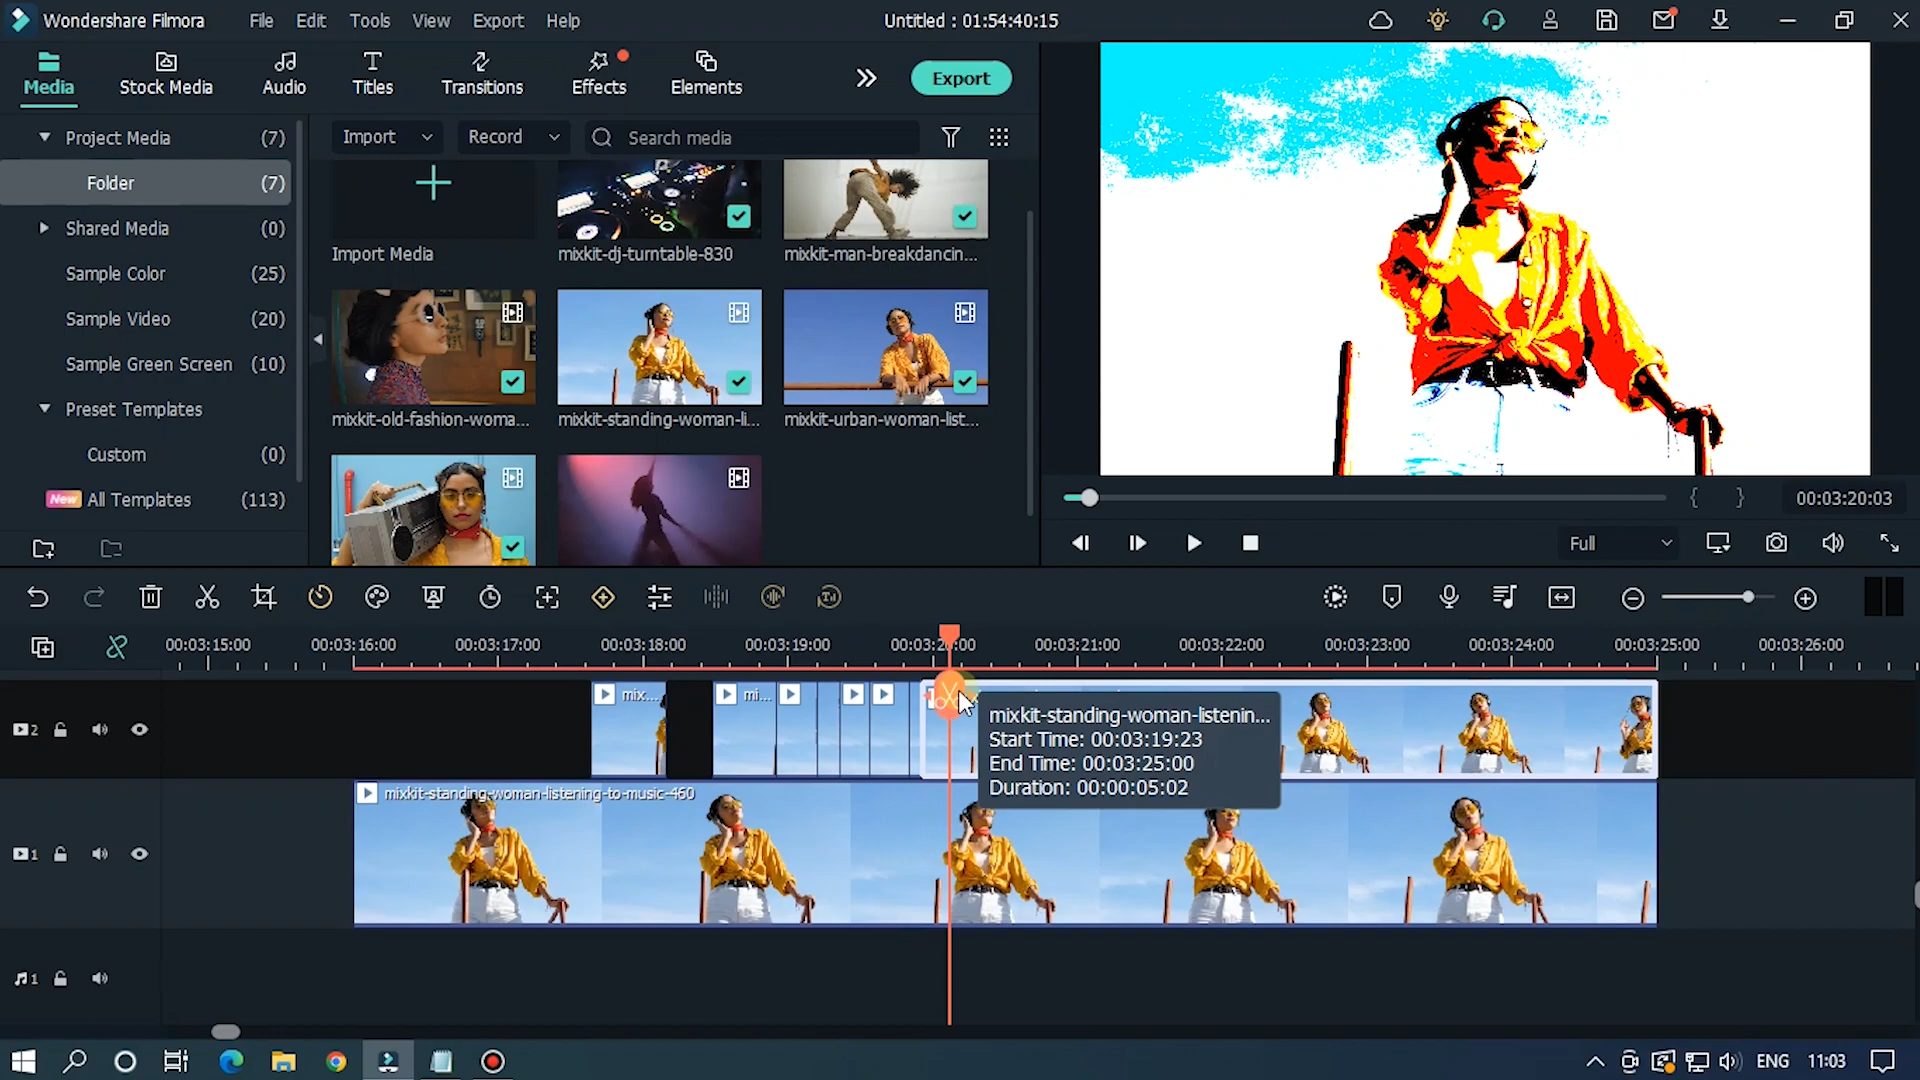 Wondershare Filmora
File Edit Tools View Export Help
Untitled : 01:54:40:15
Media
Stock Media
Audio
Titles
Transitions
Effects
Elements
Export
Project Media (7)
Folder (7)
Shared Media (0)
Sample Color (25)
Sample Video (20)
Sample Green Screen (10)
Preset Templates
Custom (0)
New All Templates (113)
Import
Record
Search media
Import Media
mixkit-dj-turntable-830
mixkit-man-breakdancin...
mixkit-old-fashion-woma...
mixkit-standing-woman-li...
mixkit-urban-woman-list...
{ } 00:03:20:03
Full
00:03:15:00 00:03:16:00 00:03:17:00 00:03:18:00 00:03:19:00 00:03:20:00 00:03:21:00 00:03:22:00 00:03:23:00 00:03:24:00 00:03:25:00 00:03:26:00
2
mix...
mi...
mixkit-standing-woman-listenin...
Start Time: 00:03:19:23
End Time: 00:03:25:00
Duration: 00:00:05:02
1
mixkit-standing-woman-listening-to-music-460
1
ENG 11:03